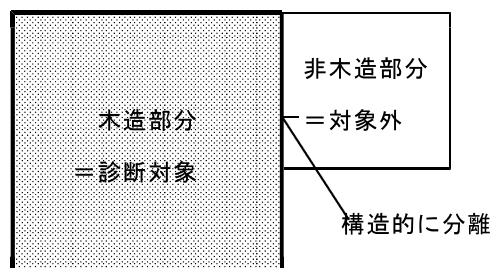 木造部分
＝診断対象
非木造部分
＝対象外
構造的に分離